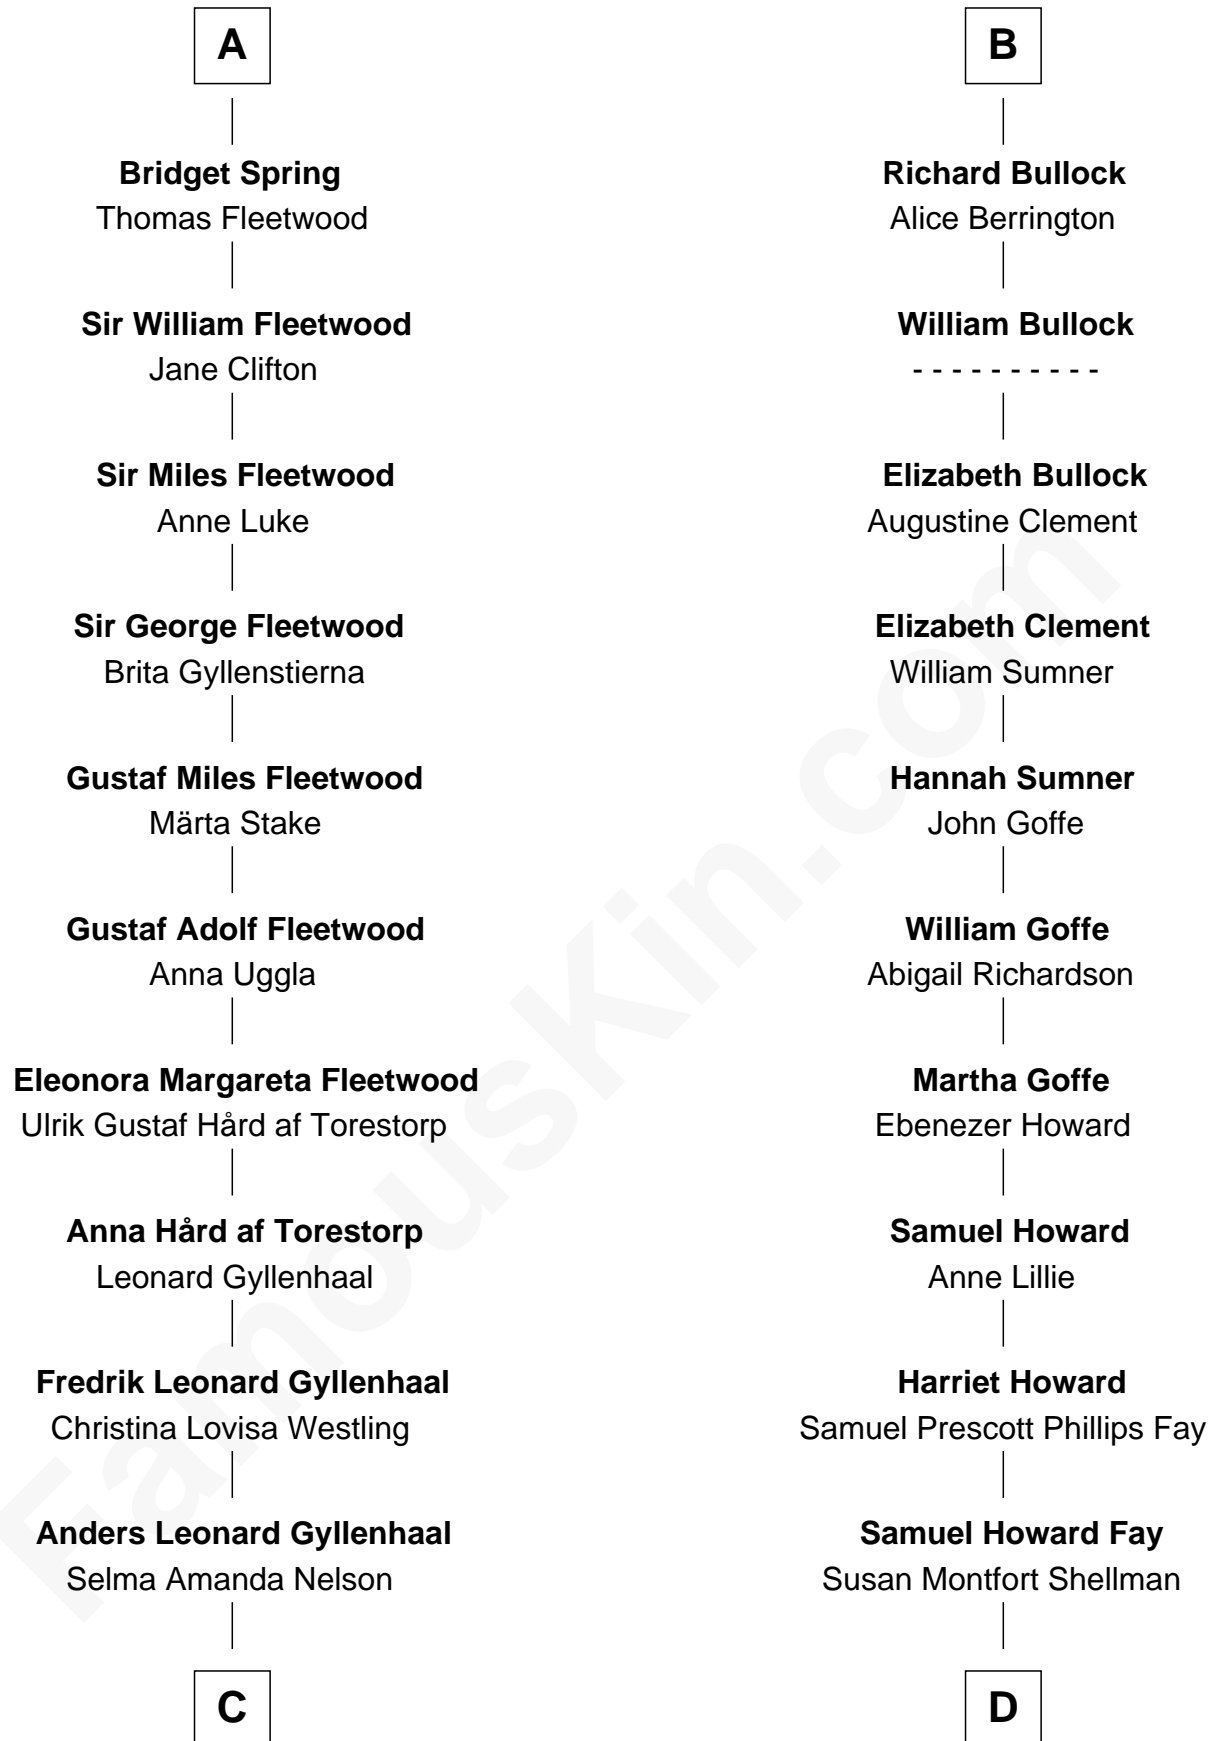 A
Bridget Spring
Thomas Fleetwood
Sir William Fleetwood
Jane Clifton
Sir Miles Fleetwood
Anne Luke
Sir George Fleetwood
Brita Gyllenstierna
Gustaf Miles Fleetwood
Märta Stake
Gustaf Adolf Fleetwood
Anna Uggla
Eleonora Margareta Fleetwood
Ulrik Gustaf Hård af Torestorp
Anna Hård af Torestorp
Leonard Gyllenhaal
Fredrik Leonard Gyllenhaal
Christina Lovisa Westling
Anders Leonard Gyllenhaal
Selma Amanda Nelson
C
B
Richard Bullock
Alice Berrington
William Bullock
- - - - - - - - - -
Elizabeth Bullock
Augustine Clement
Elizabeth Clement
William Sumner
Hannah Sumner
John Goffe
William Goffe
Abigail Richardson
Martha Goffe
Ebenezer Howard
Samuel Howard
Anne Lillie
Harriet Howard
Samuel Prescott Phillips Fay
Samuel Howard Fay
Susan Montfort Shellman
D
FamousKin.com